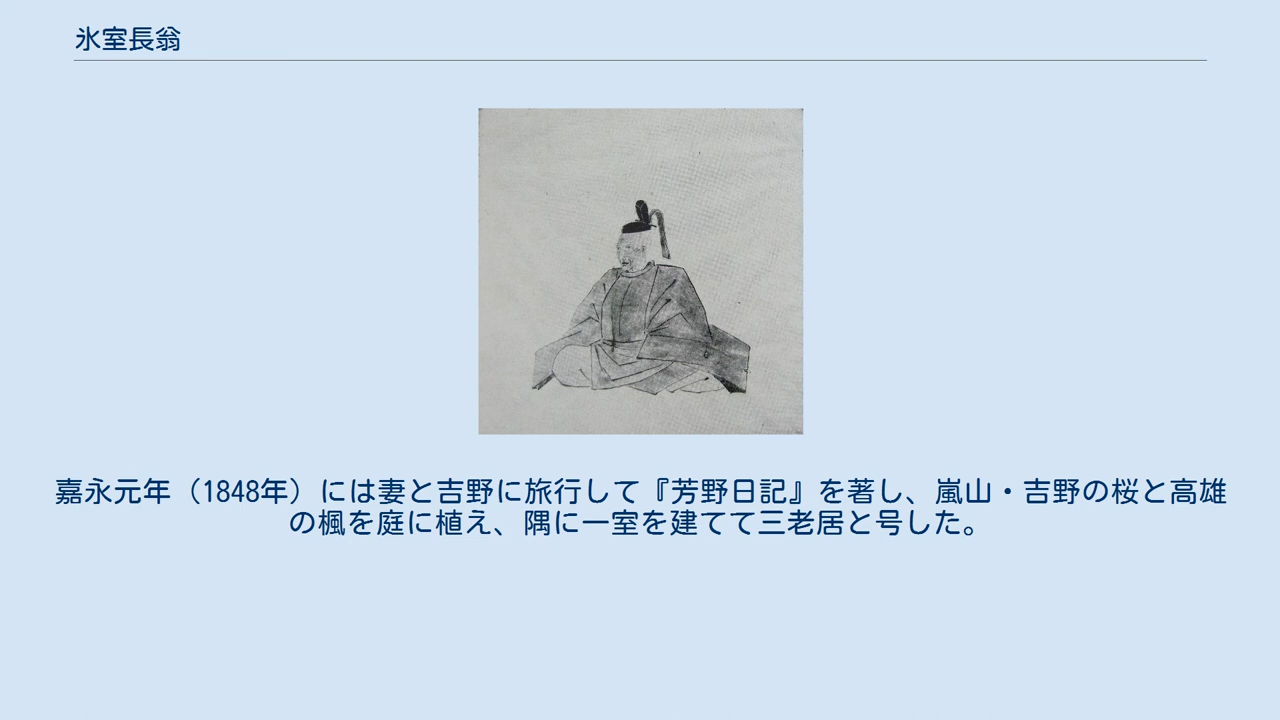 氷室長翁
嘉永元年（1848年）には妻と吉野に旅行して『芳野日記』を著し、嵐山・吉野の桜と高雄
の楓を庭に植え、隅に一室を建てて三老居と号した。